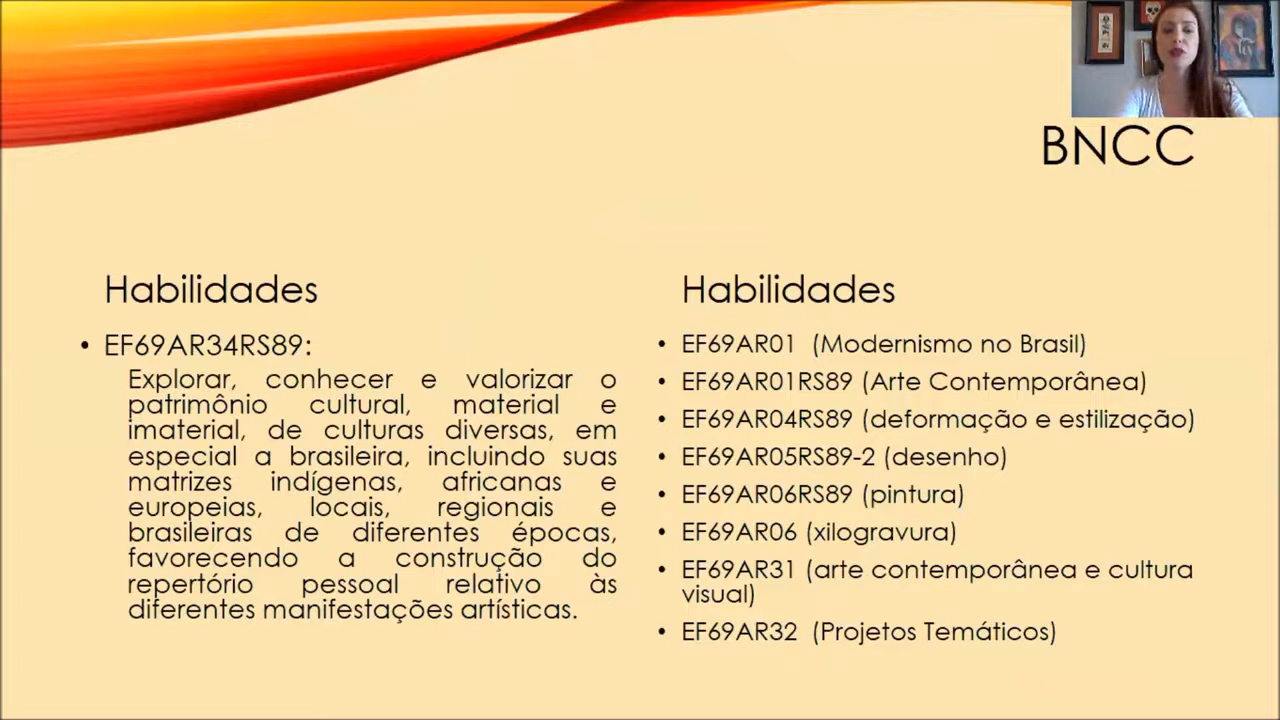 BNCC
Habilidades
• EF69AR34RS89:
Explorar, conhecer e valorizar o
patrimônio cultural, material e
imaterial, de culturas diversas, em
especial a brasileira, incluindo suas
matrizes indígenas, africanas e
europeias, locais, regionais e
brasileiras de diferentes épocas,
favorecendo a construção do
repertório pessoal relativo às
diferentes manifestações artísticas.
Habilidades
• EF69AR01 (Modernismo no Brasil)
• EF69AR01RS89 (Arte Contemporânea)
• EF69AR04RS89 (deformação e estilização)
• EF69AR05RS89-2 (desenho)
• EF69AR06RS89 (pintura)
• EF69AR06 (xilogravura)
• EF69AR31 (arte contemporânea e cultura
visual)
• EF69AR32 (Projetos Temáticos)